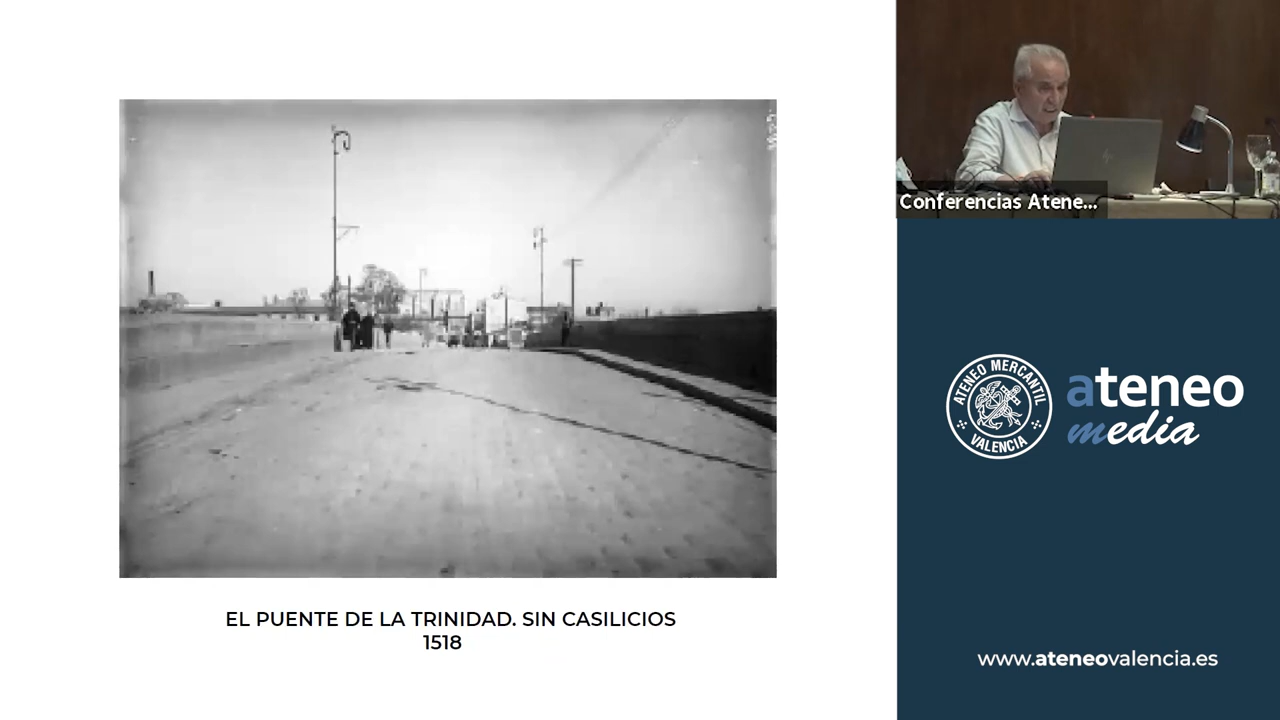 EL PUENTE DE LA TRINIDAD. SIN CASILICIOS
1518
Conferencias Atene...
ATENEO MERCANTIL
VALENCIA
ateneo
media
www.ateneovalencia.es